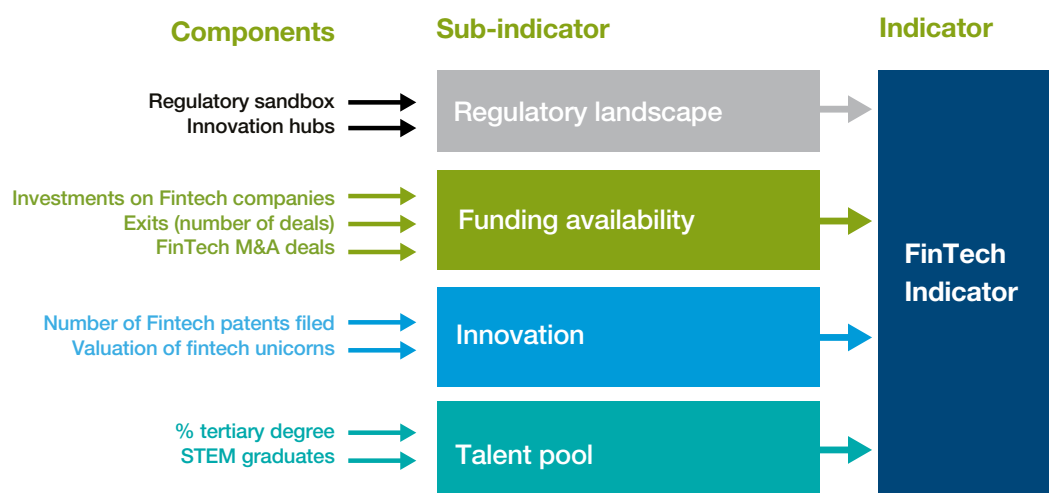 Components
Sub-indicator
Indicator
Regulatory sandbox
Innovation hubs
Regulatory landscape
Investments on Fintech companies
Exits (number of deals)
FinTech M&A deals
Funding availability
Number of Fintech patents filed
Valuation of fintech unicorns
Innovation
% tertiary degree
STEM graduates
Talent pool
FinTech
Indicator